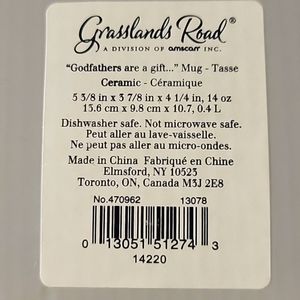 Grasslands Road®
A DIVISION OF amscan INC.
"Godfathers are a gift..." Mug - Tasse
Ceramic - Céramique
5 3/8 in x 3 7/8 in x 4 1/4 in, 14 oz
13.6 cm x 9.8 cm x 10.7, 0.4 L
Dishwasher safe. Not microwave safe.
Peut aller au lave-vaisselle.
Ne peut pas aller au micro-ondes.
Made in China Fabriqué en Chine
Elmsford, NY 10523
Toronto, ON, Canada M3J 2E8
No.470962 13078
0 13051 51274 3
14220